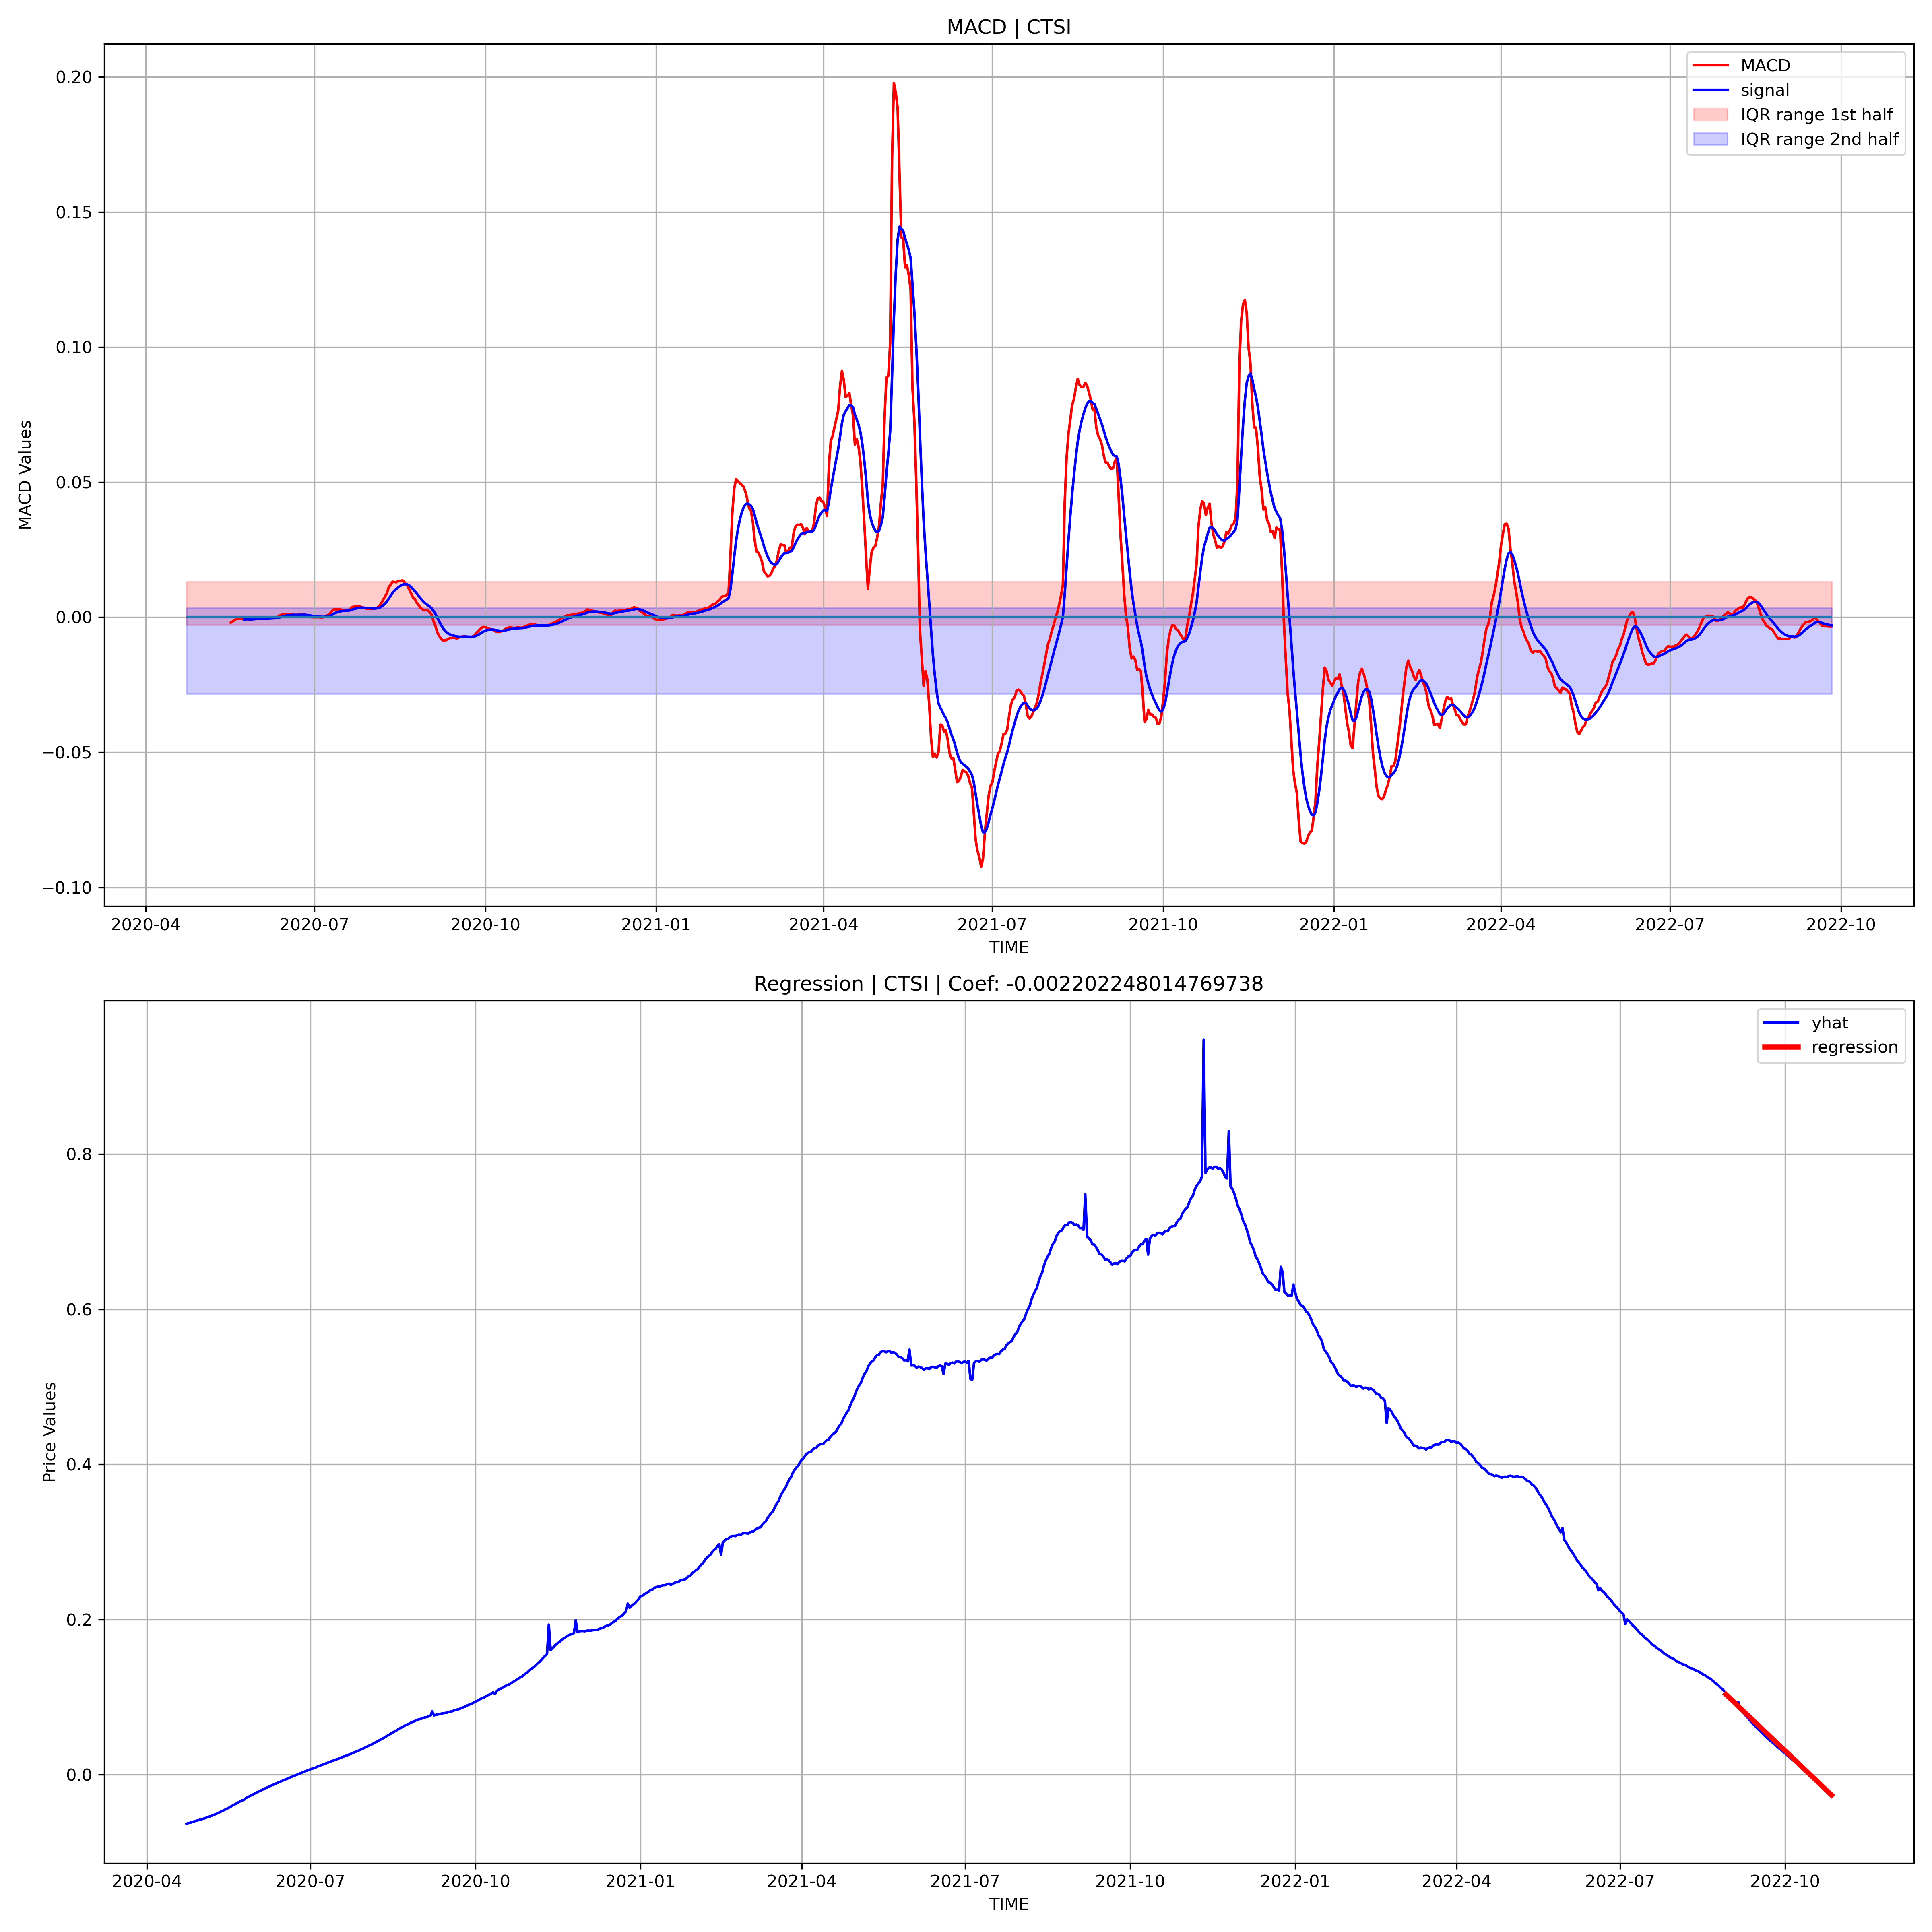 MACD | CTSI
0.20
0.15
0.10
0.05
0.00
−0.05
−0.10
MACD Values
MACD
signal
IQR range 1st half
IQR range 2nd half
2020-04 2020-07 2020-10 2021-01 2021-04 2021-07 2021-10 2022-01 2022-04 2022-07 2022-10
TIME
Regression | CTSI | Coef: -0.002202248014769738
0.8
0.6
0.4
0.2
0.0
Price Values
yhat
regression
2020-04 2020-07 2020-10 2021-01 2021-04 2021-07 2021-10 2022-01 2022-04 2022-07 2022-10
TIME